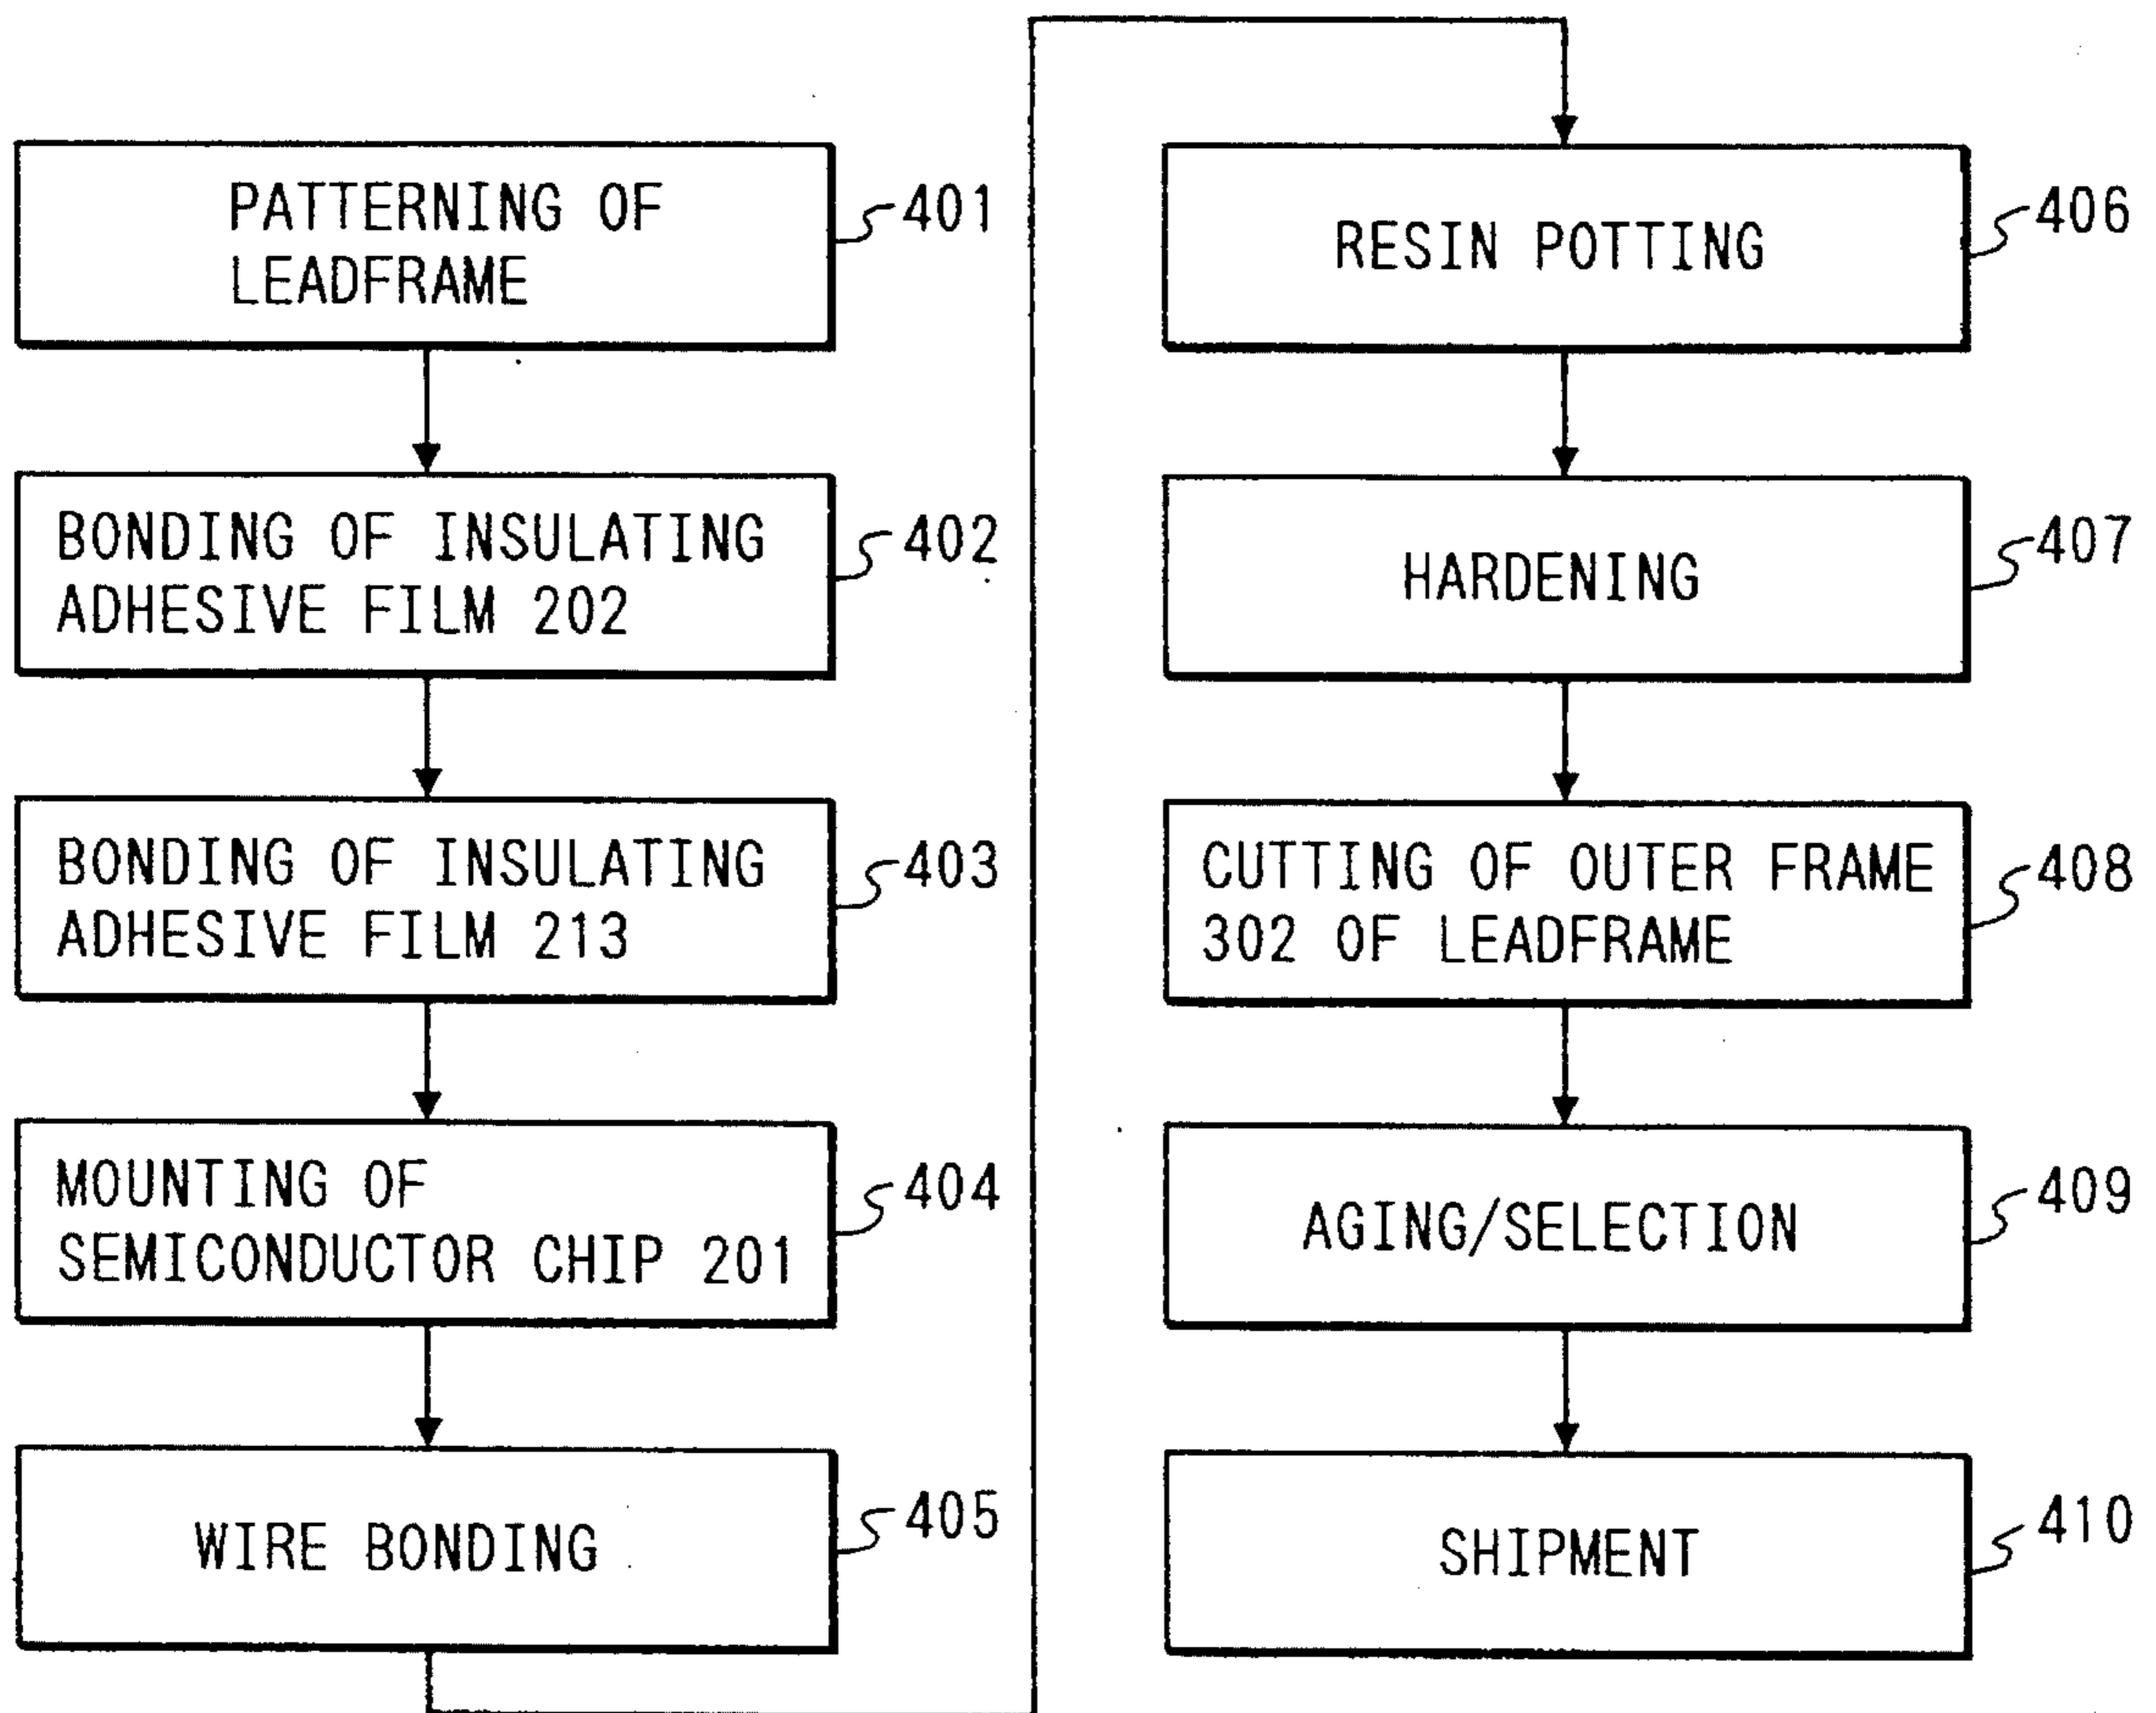 PATTERNING OF
LEADFRAME
401
BONDING OF INSULATING
ADHESIVE FILM 202
402
BONDING OF INSULATING
ADHESIVE FILM 213
403
MOUNTING OF
SEMICONDUCTOR CHIP 201
404
WIRE BONDING
405
RESIN POTTING
406
HARDENING
407
CUTTING OF OUTER FRAME
302 OF LEADFRAME
408
AGING/SELECTION
409
SHIPMENT
410